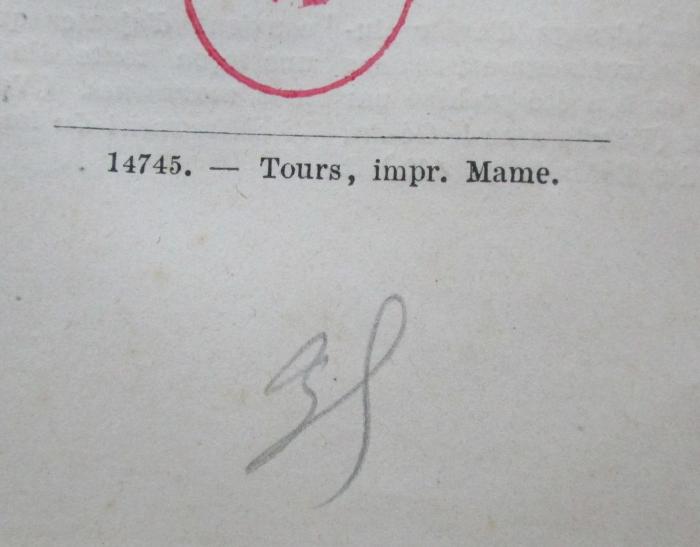 14745. — Tours, impr. Mame.